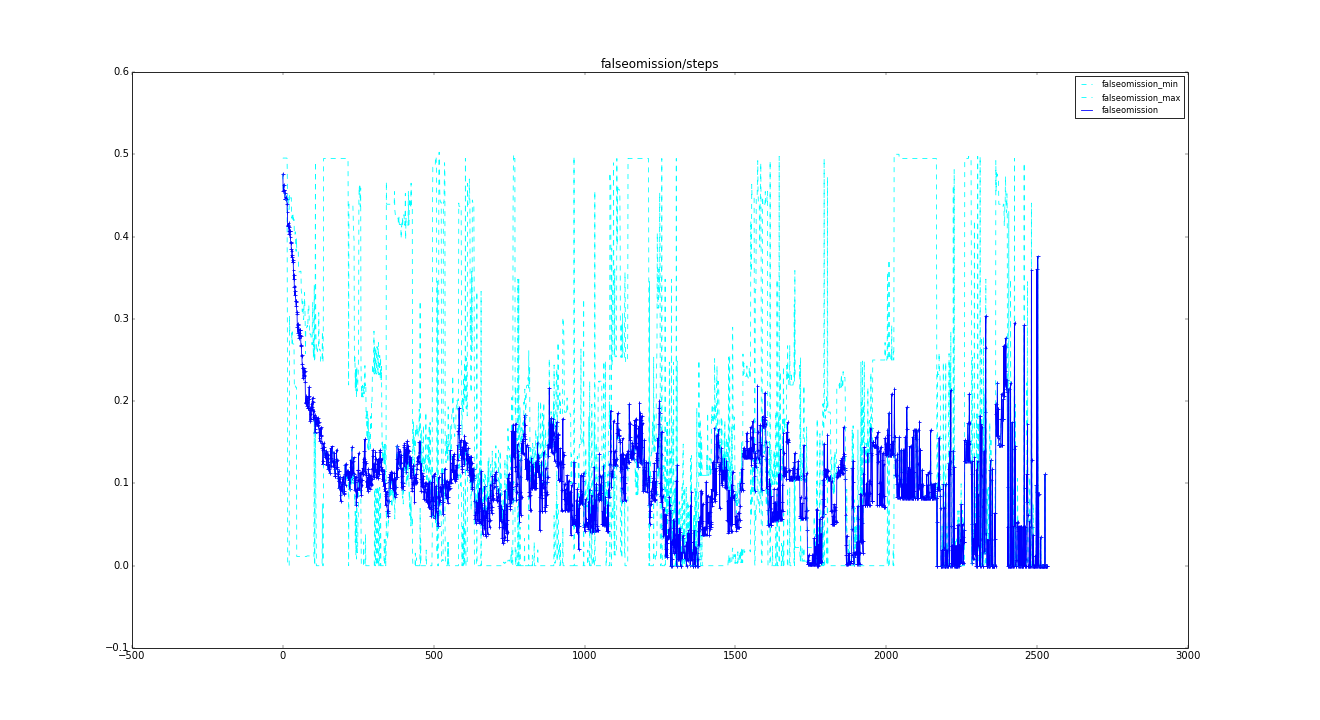 falseomission/steps
0.6
falseomission_min
falseomission_max
falseomission
0.5
0.4
0.3
0.2
0.1
0.0
−0.1
−500 0 500 1000 1500 2000 2500 3000